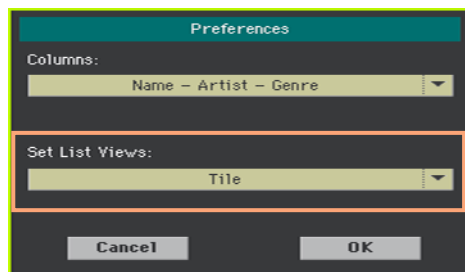 Preferences
Columns:
Name – Artist – Genre
Set List Views:
Tile
Cancel OK